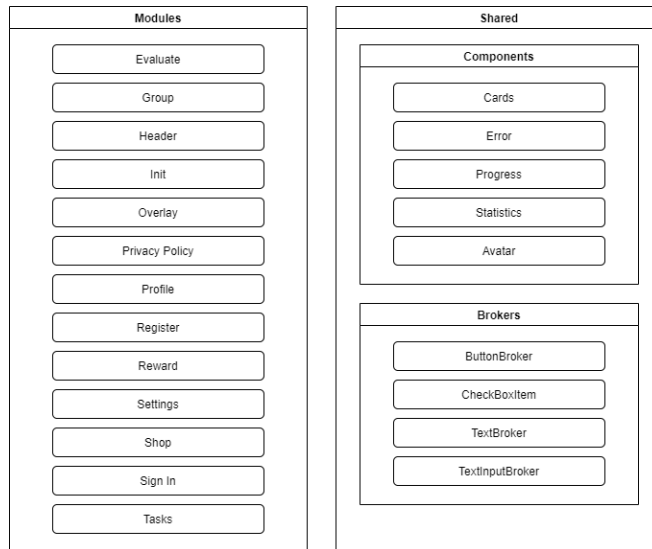 Modules
Evaluate
Group
Header
Init
Overlay
Privacy Policy
Profile
Register
Reward
Settings
Shop
Sign In
Tasks
Shared
Components
Cards
Error
Progress
Statistics
Avatar
Brokers
ButtonBroker
CheckBoxItem
TextBroker
TextInputBroker